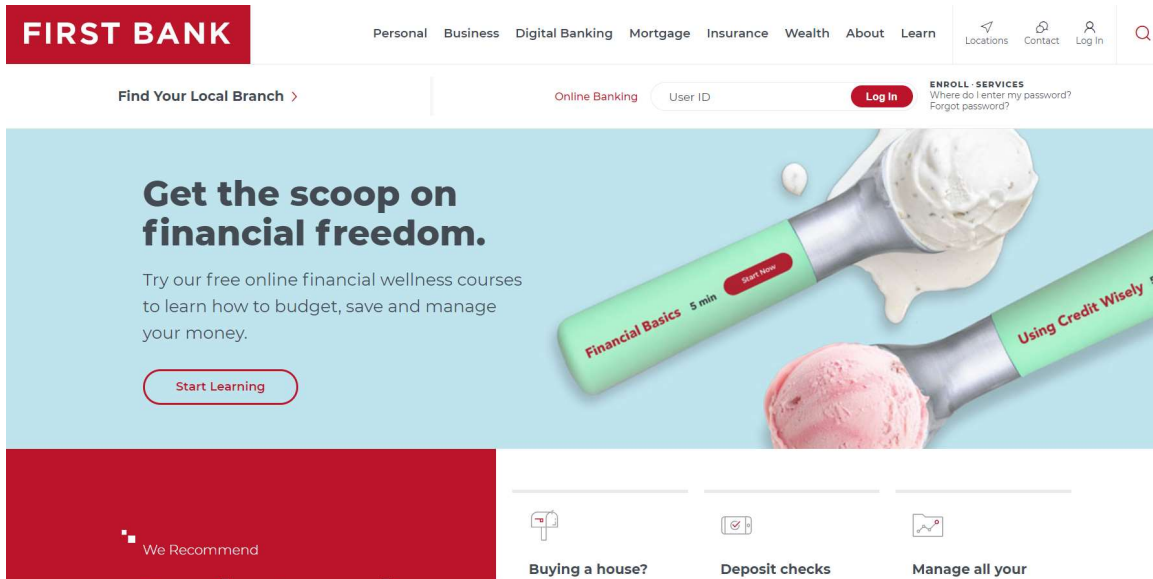 FIRST BANK
Personal Business Digital Banking Mortgage Insurance Wealth About Learn
Locations Contact Log In
Find Your Local Branch >
Online Banking
User ID
Log In
ENROLL · SERVICES
Where do I enter my password?
Forgot password?
Get the scoop on
financial freedom.
Try our free online financial wellness courses
to learn how to budget, save and manage
your money.
Start Learning
Financial Basics 5 min Start Now
Using Credit Wisely
We Recommend
Buying a house?
Deposit checks
Manage all your